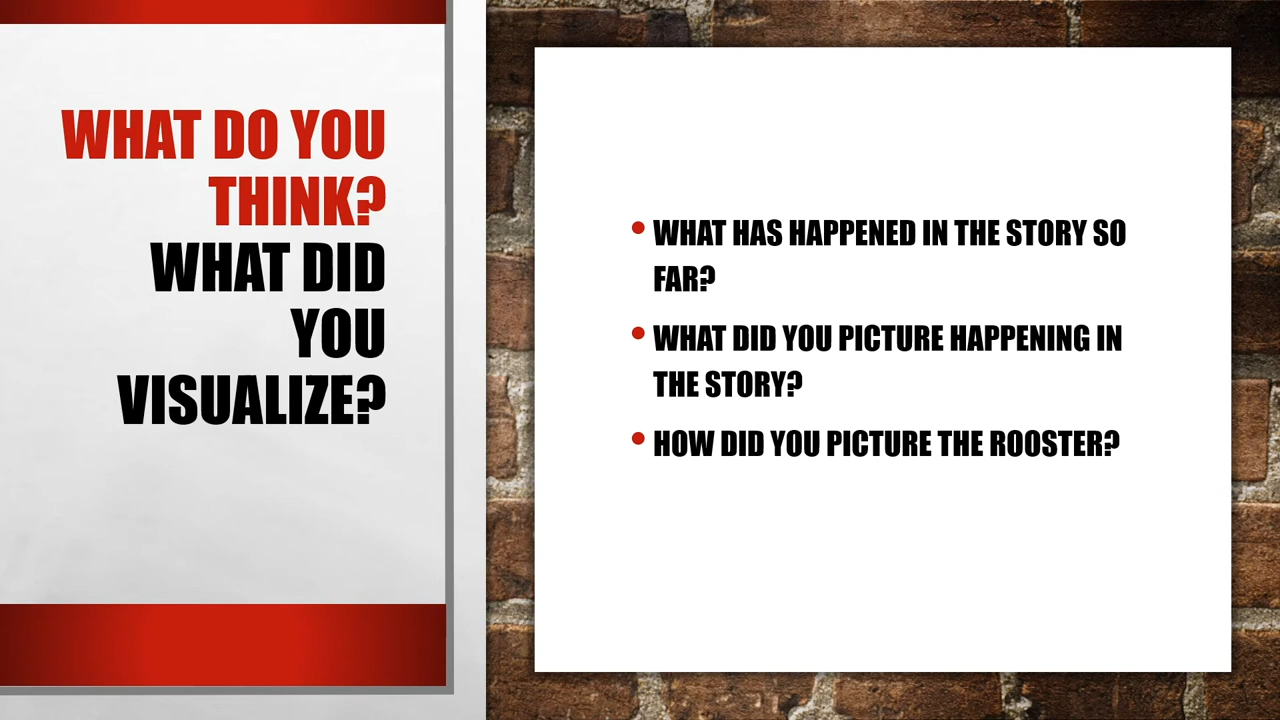 WHAT DO YOU
THINK?
WHAT DID
YOU
VISUALIZE?
• WHAT HAS HAPPENED IN THE STORY SO
FAR?
• WHAT DID YOU PICTURE HAPPENING IN
THE STORY?
• HOW DID YOU PICTURE THE ROOSTER?